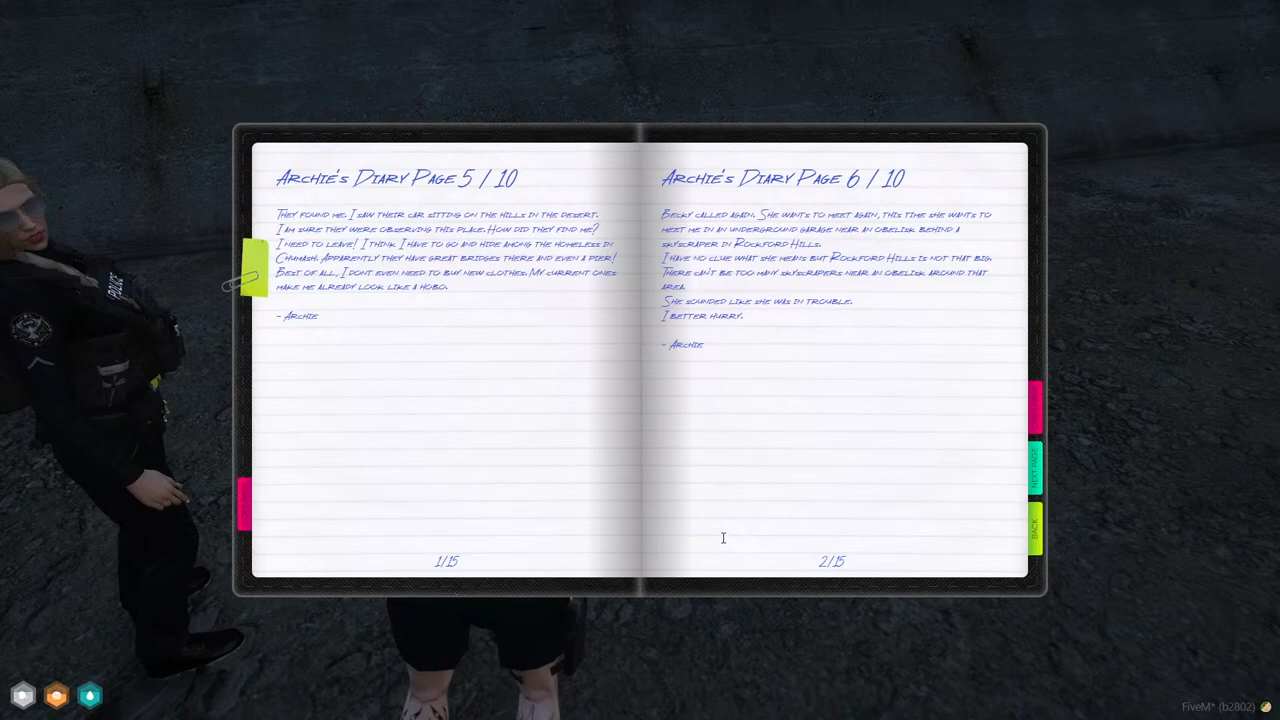 Archie's Diary Page 5 / 10
They found me. I saw their car sitting on the hills in the desert.
I am sure they were observing this place. How did they find me?
I need to leave! I think I have to go and hide among the homeless in
Chumash. Apparently they have great bridges there and even a pier!
Best of all, I dont even need to buy new clothes. My current ones
make me already look like a hobo.
- Archie
1/15
Archie's Diary Page 6 / 10
Becky called again. She wants to meet again, this time she wants to
meet me in an underground garage near an obelisk behind a
skyscraper in Rockford Hills.
I have no clue what she means but Rockford Hills is not that big.
There can't be too many skyscrapers near an obelisk around that
area.
She sounded like she was in trouble.
I better hurry.
- Archie
2/15
NEXT PAGE
BACK
POLICE
FiveM* (b2802)